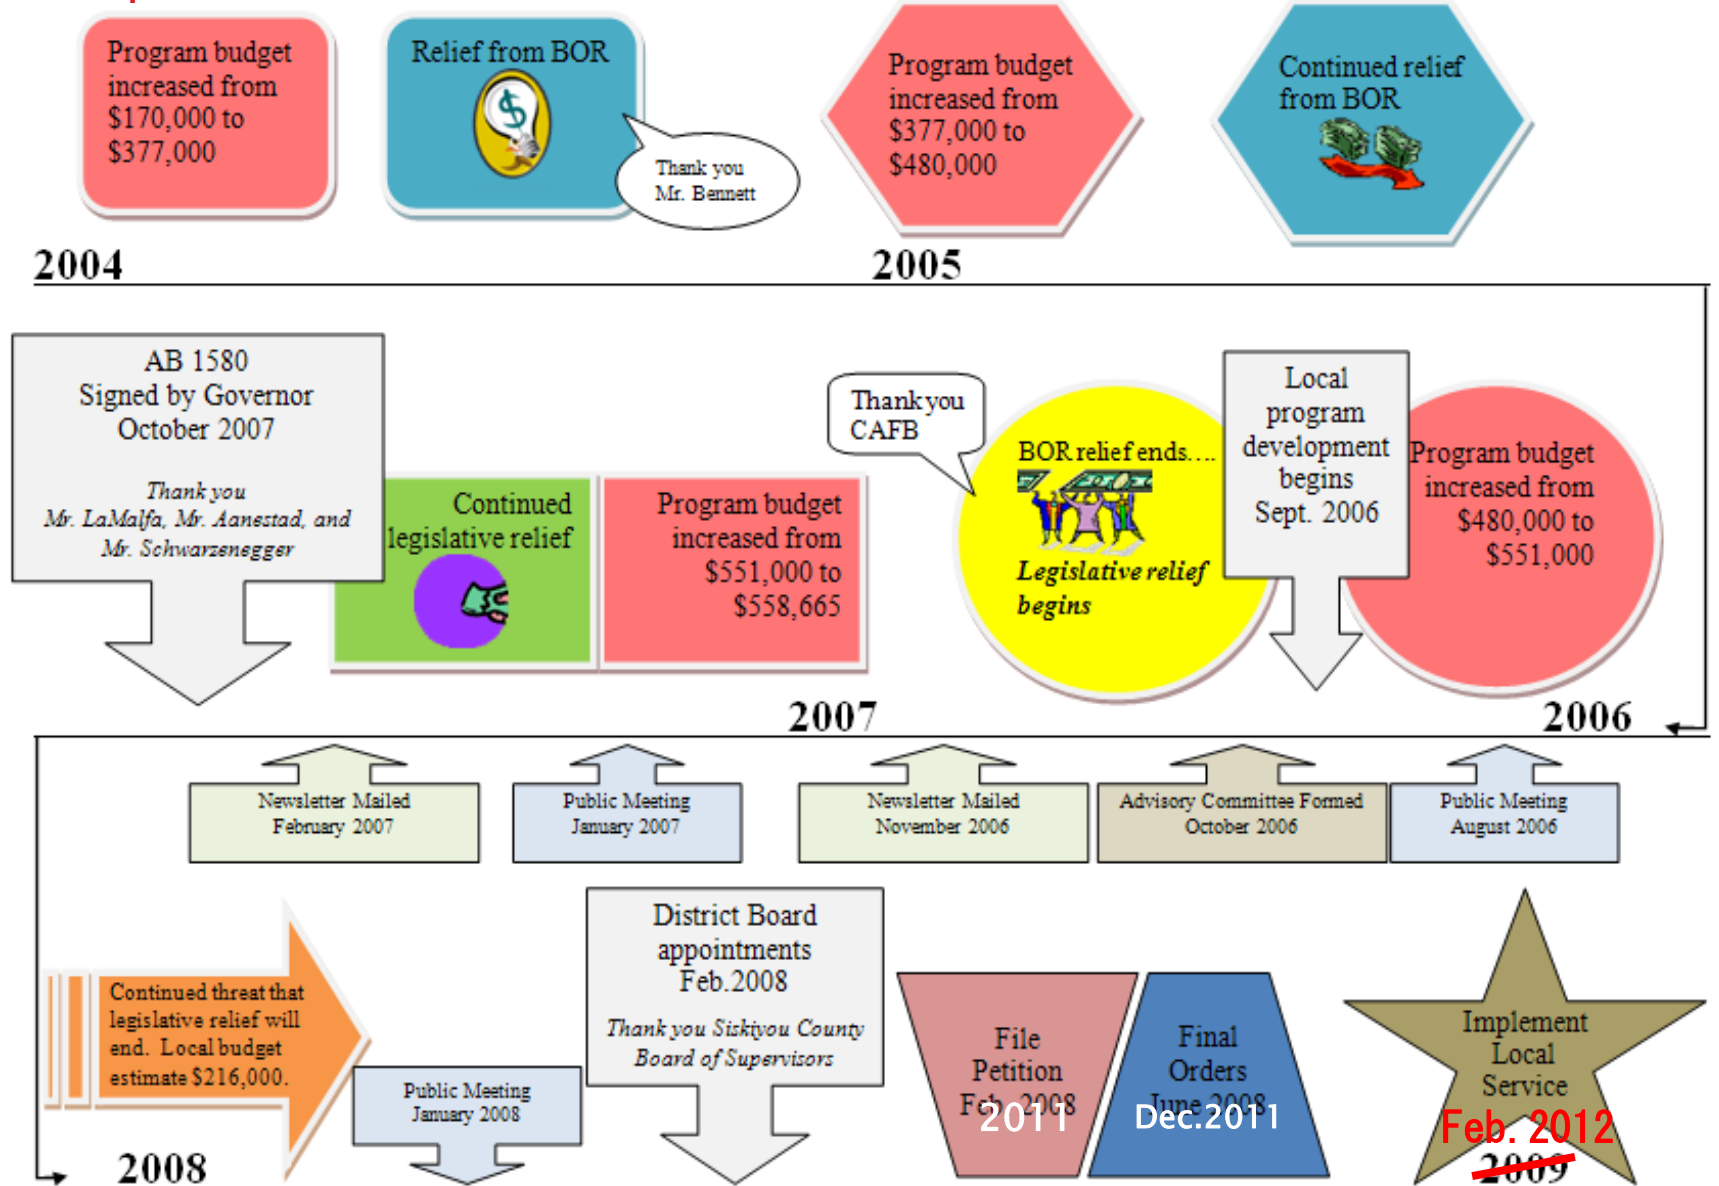 Program budget
increased from
$170,000 to
$377,000
Relief from BOR
$
Thank you
Mr. Bennett
Program budget
increased from
$377,000 to
$480,000
Continued relief
from BOR
2004
2005
AB 1580
Signed by Governor
October 2007
Thank you
Mr. LaMalfa, Mr. Aanestad, and
Mr. Schwarzenegger
Continued
legislative relief
Program budget
increased from
$551,000 to
$558,665
Thank you
CAFB
BOR relief ends....
Legislative relief
begins
Local
program
development
begins
Sept. 2006
Program budget
increased from
$480,000 to
$551,000
2007
2006
Newsletter Mailed
February 2007
Public Meeting
January 2007
Newsletter Mailed
November 2006
Advisory Committee Formed
October 2006
Public Meeting
August 2006
Continued threat that
legislative relief will
end. Local budget
estimate $216,000.
Public Meeting
January 2008
District Board
appointments
Feb.2008
Thank you Siskiyou County
Board of Supervisors
File
Petition
Feb. 2008
2011
Final
Orders
June 2008
Dec.2011
Implement
Local
Service
Feb. 2012
2008
2009